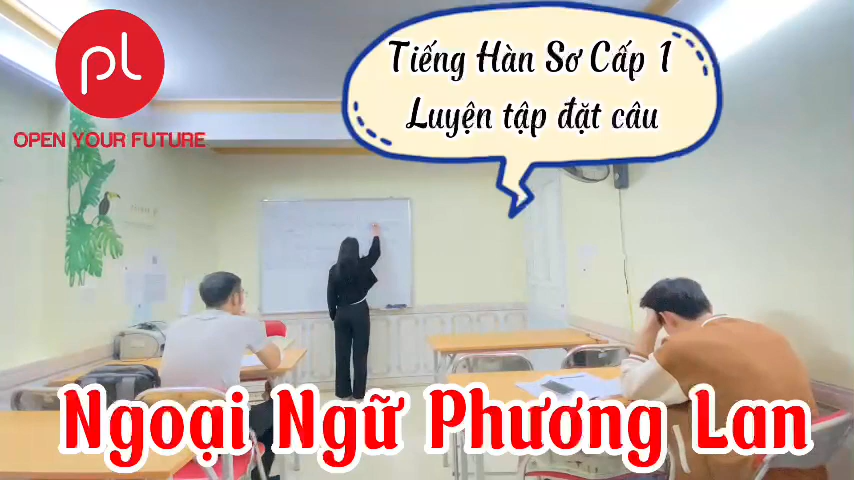 pl
OPEN YOUR FUTURE
Tiếng Hàn Sơ Cấp 1
Luyện tập đặt câu
Ngoại Ngữ Phương Lan